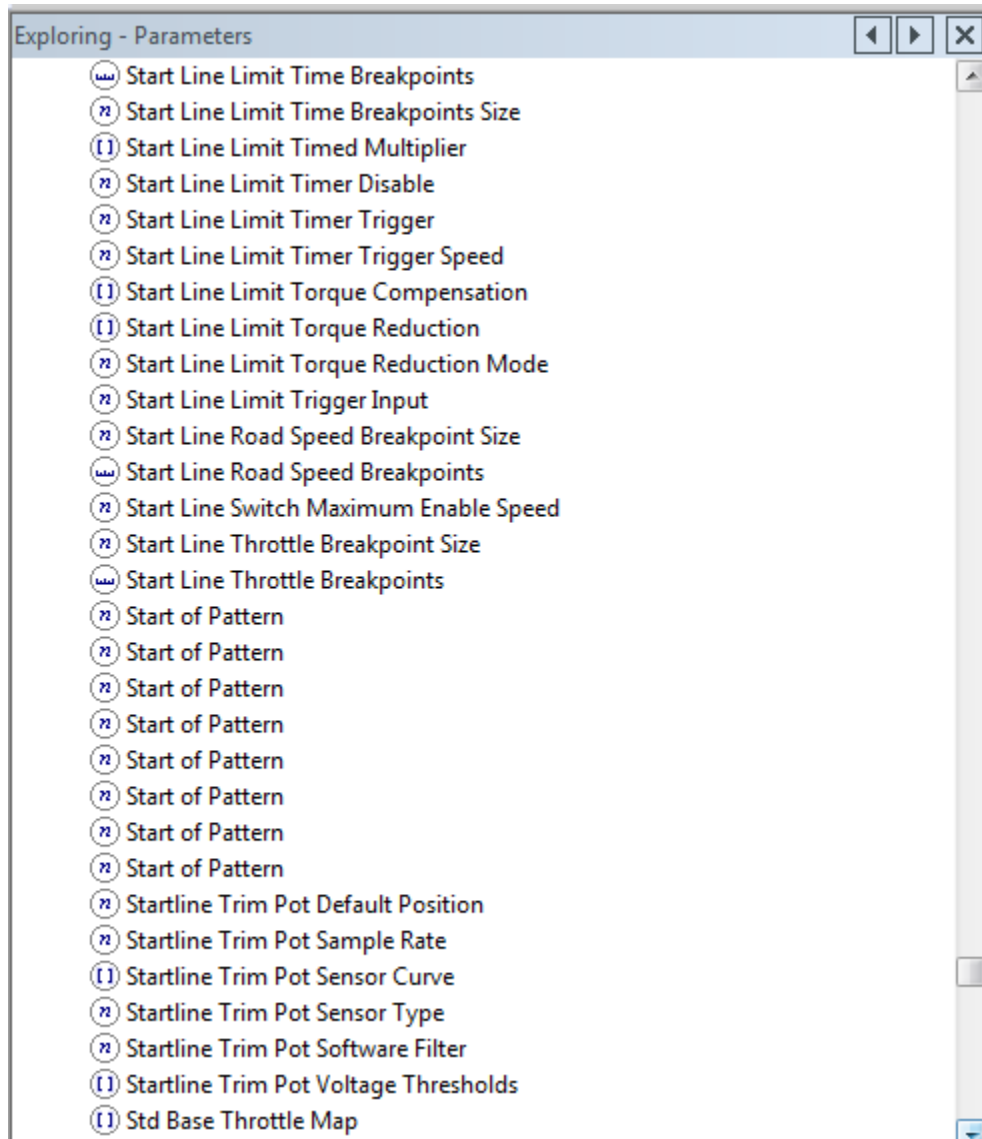 Exploring - Parameters
Start Line Limit Time Breakpoints
Start Line Limit Time Breakpoints Size
Start Line Limit Timed Multiplier
Start Line Limit Timer Disable
Start Line Limit Timer Trigger
Start Line Limit Timer Trigger Speed
Start Line Limit Torque Compensation
Start Line Limit Torque Reduction
Start Line Limit Torque Reduction Mode
Start Line Limit Trigger Input
Start Line Road Speed Breakpoint Size
Start Line Road Speed Breakpoints
Start Line Switch Maximum Enable Speed
Start Line Throttle Breakpoint Size
Start Line Throttle Breakpoints
Start of Pattern
Start of Pattern
Start of Pattern
Start of Pattern
Start of Pattern
Start of Pattern
Start of Pattern
Start of Pattern
Startline Trim Pot Default Position
Startline Trim Pot Sample Rate
Startline Trim Pot Sensor Curve
Startline Trim Pot Sensor Type
Startline Trim Pot Software Filter
Startline Trim Pot Voltage Thresholds
Std Base Throttle Map